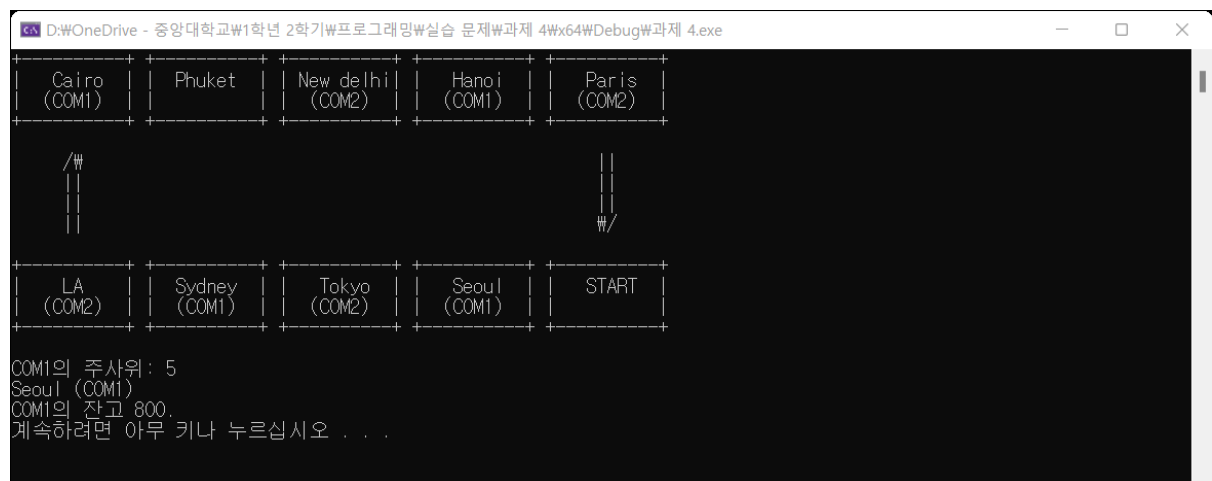 D:₩OneDrive - 중앙대학교₩1학년 2학기₩프로그래밍₩실습 문제₩과제 4₩x64₩Debug₩과제 4.exe
+----------+ +----------+ +----------+ +----------+ +----------+
|   Cairo  | |  Phuket  | | New delhi| |   Hanoi  | |   Paris  |
|  (COM1)  | |          | |  (COM2)  | |  (COM1)  | |  (COM2)  |
+----------+ +----------+ +----------+ +----------+ +----------+
/₩ ||
|| ||
|| ||
|| ₩/
+----------+ +----------+ +----------+ +----------+ +----------+
|    LA    | |  Sydney  | |   Tokyo  | |   Seoul  | |   START  |
|  (COM2)  | |  (COM1)  | |  (COM2)  | |  (COM1)  | |          |
+----------+ +----------+ +----------+ +----------+ +----------+
COM1의 주사위: 5
Seoul (COM1)
COM1의 잔고 800.
계속하려면 아무 키나 누르십시오 . . .